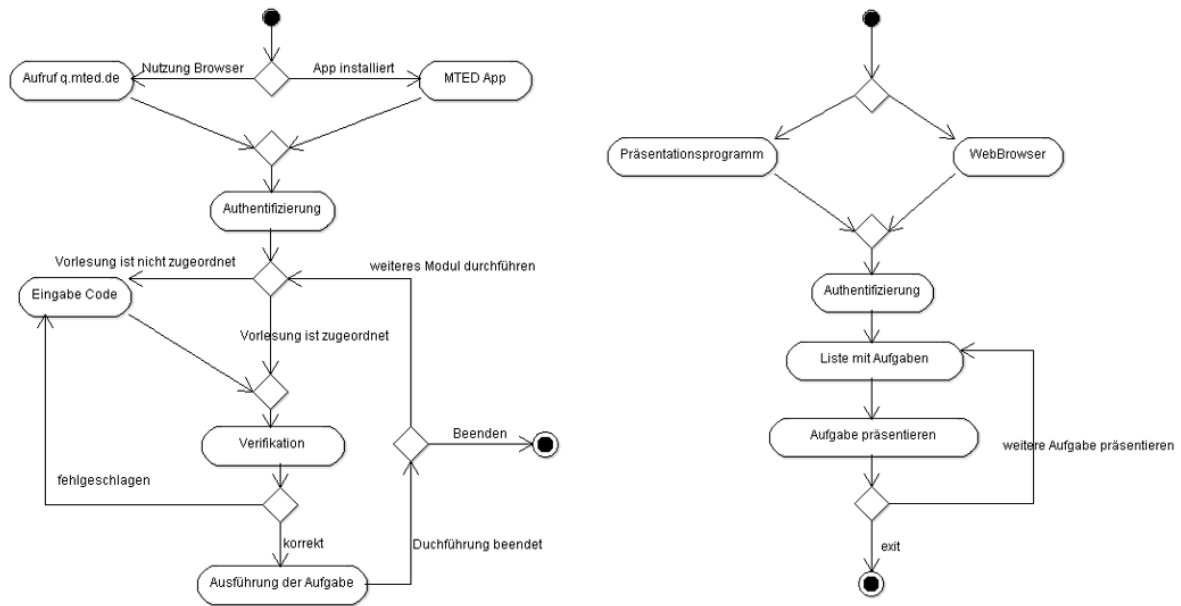 Nutzung Browser
App installiert
Aufruf q.mted.de
MTED App
Authentifizierung
Vorlesung ist nicht zugeordnet
weiteres Modul durchführen
Eingabe Code
Vorlesung ist zugeordnet
Verifikation
Beenden
fehlgeschlagen
korrekt
Duchführung beendet
Ausführung der Aufgabe
Präsentationsprogramm
WebBrowser
Authentifizierung
Liste mit Aufgaben
Aufgabe präsentieren
weitere Aufgabe präsentieren
exit